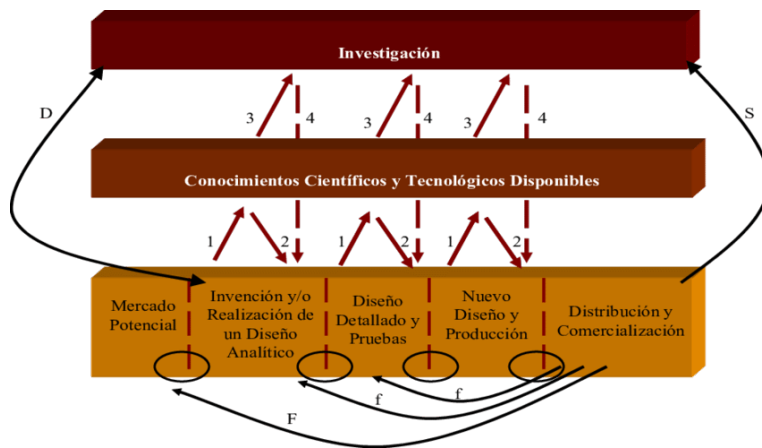 Investigación
D
S
3
4
3
4
3
4
Conocimientos Científicos y Tecnológicos Disponibles
1
2
1
2
1
2
Mercado
Potencial
Invención y/o
Realización de
un Diseño
Analítico
Diseño
Detallado y
Pruebas
Nuevo
Diseño y
Producción
Distribución y
Comercialización
f
f
F